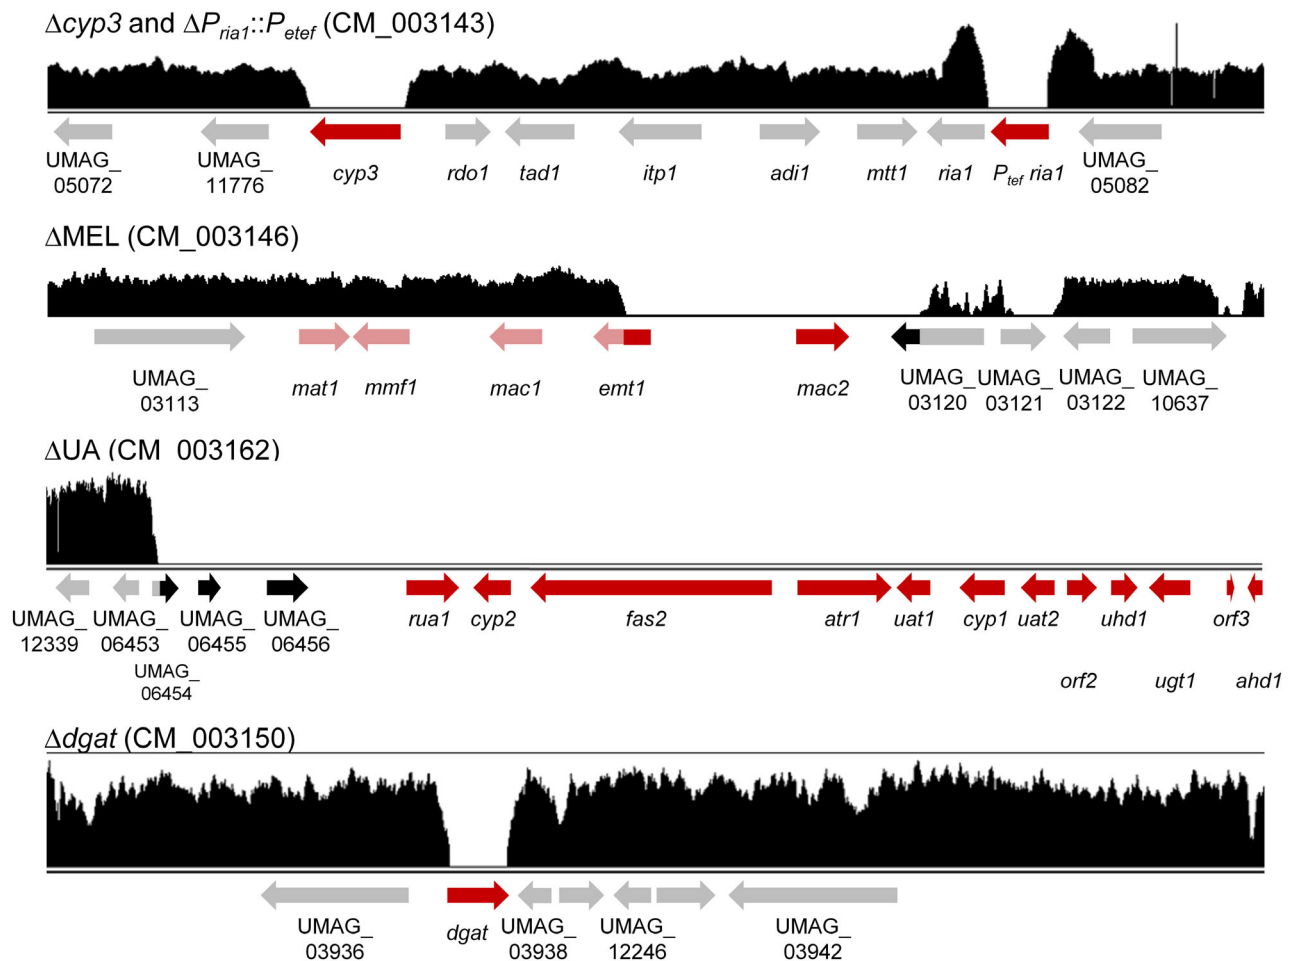 Δcyp3 and ΔPria1::Petef (CM_003143)
UMAG_ UMAG_ cyp3 rdo1 tad1 itp1 adi1 mtt1 ria1 Ptef ria1 UMAG_
05072 11776 05082
ΔMEL (CM_003146)
UMAG_ mat1 mmf1 mac1 emt1 mac2 UMAG_ UMAG_ UMAG_ UMAG_
03113 03120 03121 03122 10637
ΔUA (CM_003162)
UMAG_ UMAG_ UMAG_ UMAG_ rua1 cyp2 fas2 atr1 uat1 cyp1 uat2 uhd1 orf3
12339 06453 06455 06456
UMAG_ orf2 ugt1 ahd1
06454
Δdgat (CM_003150)
UMAG_ dgat UMAG_ UMAG_ UMAG_
03936 03938 12246 03942